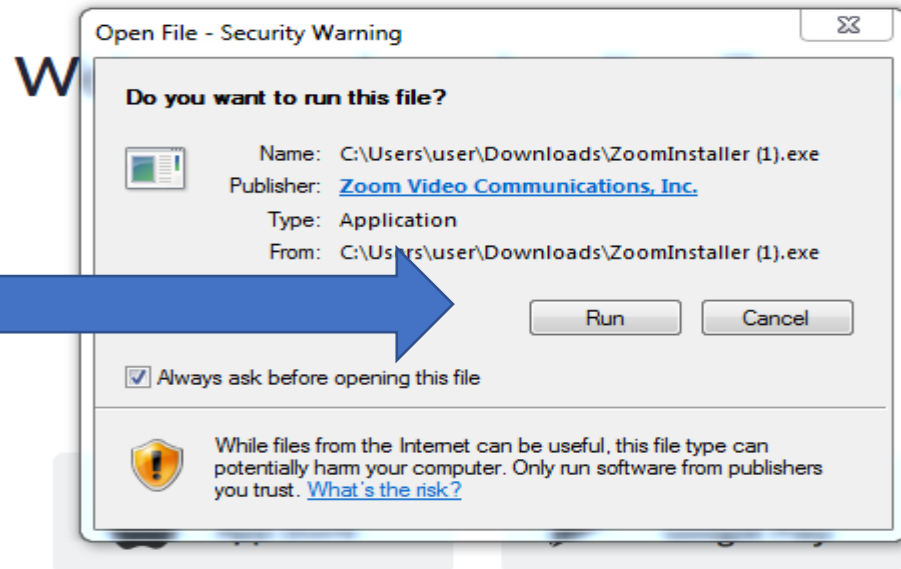 Open File - Security Warning
W
Do you want to run this file?
Name: C:\Users\user\Downloads\ZoomInstaller (1).exe
Publisher: Zoom Video Communications, Inc.
Type: Application
From: C:\Users\user\Downloads\ZoomInstaller (1).exe
Run Cancel
Always ask before opening this file
While files from the Internet can be useful, this file type can
potentially harm your computer. Only run software from publishers
you trust. What's the risk?